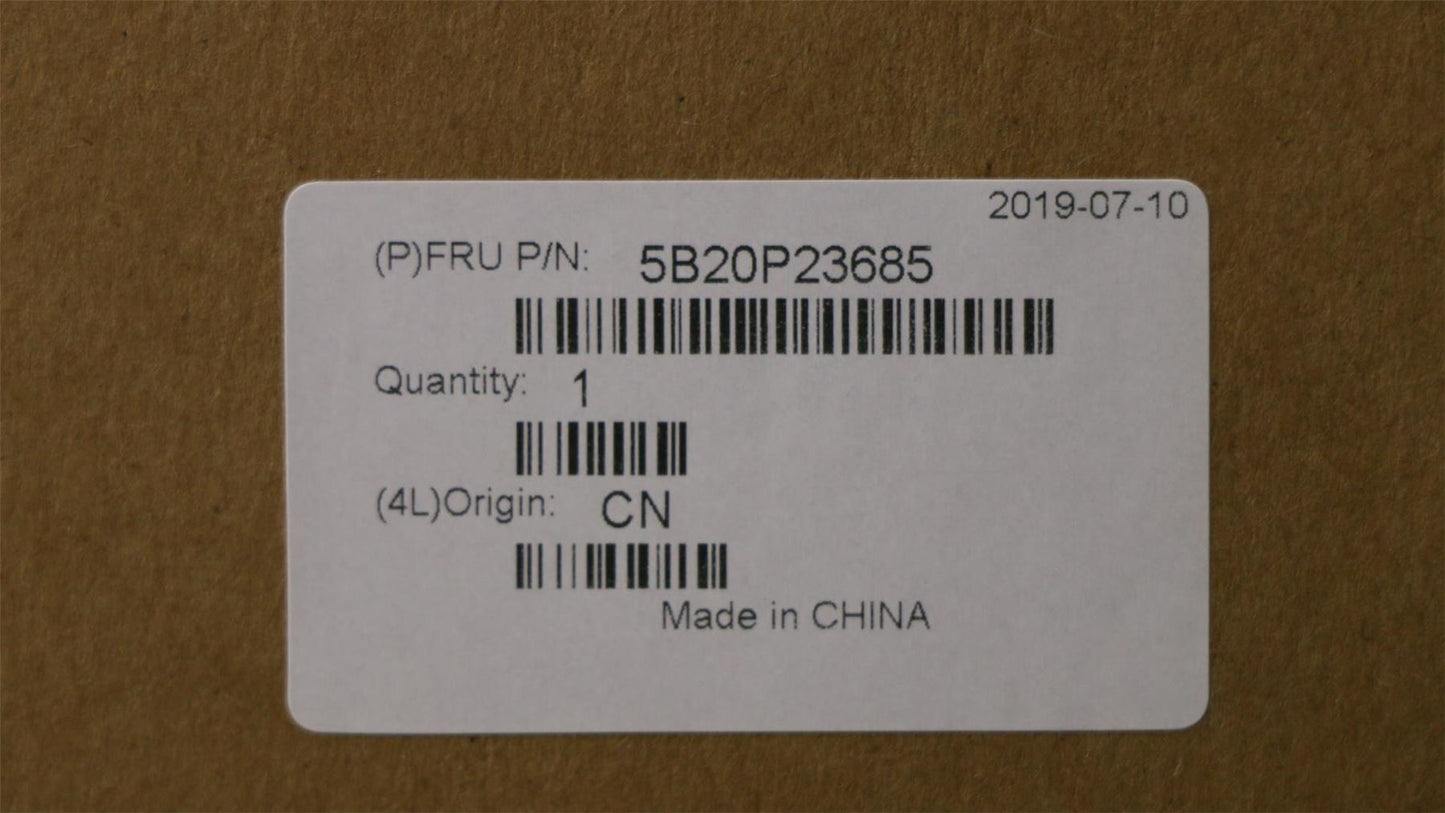 2019-07-10
(P)FRU P/N: 5B20P23685
Quantity: 1
(4L)Origin: CN
Made in CHINA